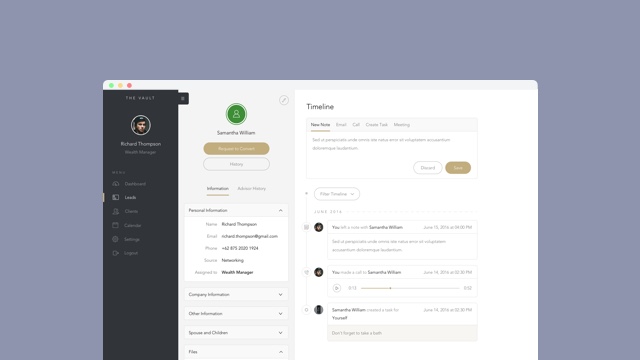 THE VAULT
Richard Thompson
Wealth Manager
MENU
Dashboard
Leads
Clients
Calendar
Settings
Logout
Samantha William
Request to Convert
History
Information
Advisor History
Personal Information
Name Richard Thompson
Email richard.thompson@gmail.com
Phone +62 875 2020 1924
Source Networking
Assigned to Wealth Manager
Company Information
Other Information
Spouse and Children
Files
Timeline
New Note Email Call Create Task Meeting
Sed ut perspiciatis unde omnis iste natus error sit voluptatem accusantium
doloremque laudantium.
Discard
Save
Filter Timeline
JUNE 2016
You left a note with Samantha William June 15, 2016 at 04.00 PM
Sed ut perspiciatis unde omnis iste natus error sit voluptatem accusantium
doloremque laudantium.
You made a call to Samantha William June 14, 2016 at 02.30 PM
0:13
0:52
Samantha William created a task for June 14, 2016 at 02.30 PM
Yourself
Don't forget to take a bath